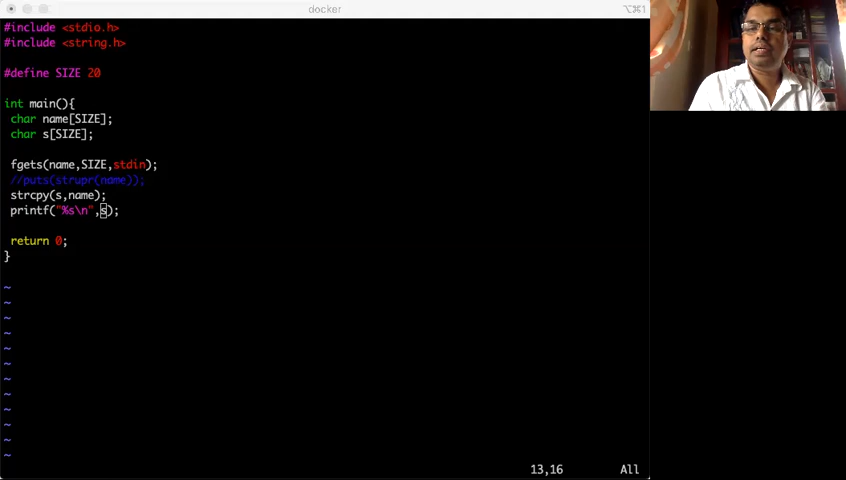 docker
⌥⌘1
#include <stdio.h>
#include <string.h>
#define SIZE 20
int main(){
char name[SIZE];
char s[SIZE];
fgets(name,SIZE,stdin);
//puts(strupr(name));
strcpy(s,name);
printf("%s\n",s);
return 0;
}
~
~
~
~
~
~
~
~
~
~
~
~
13,16 All